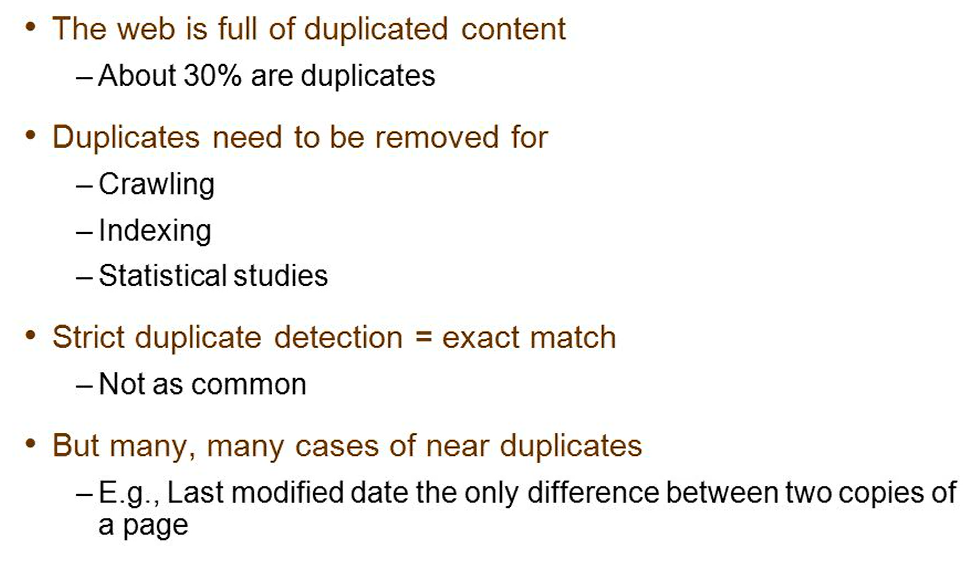 • The web is full of duplicated content
– About 30% are duplicates
• Duplicates need to be removed for
– Crawling
– Indexing
– Statistical studies
• Strict duplicate detection = exact match
– Not as common
• But many, many cases of near duplicates
– E.g., Last modified date the only difference between two copies of
a page